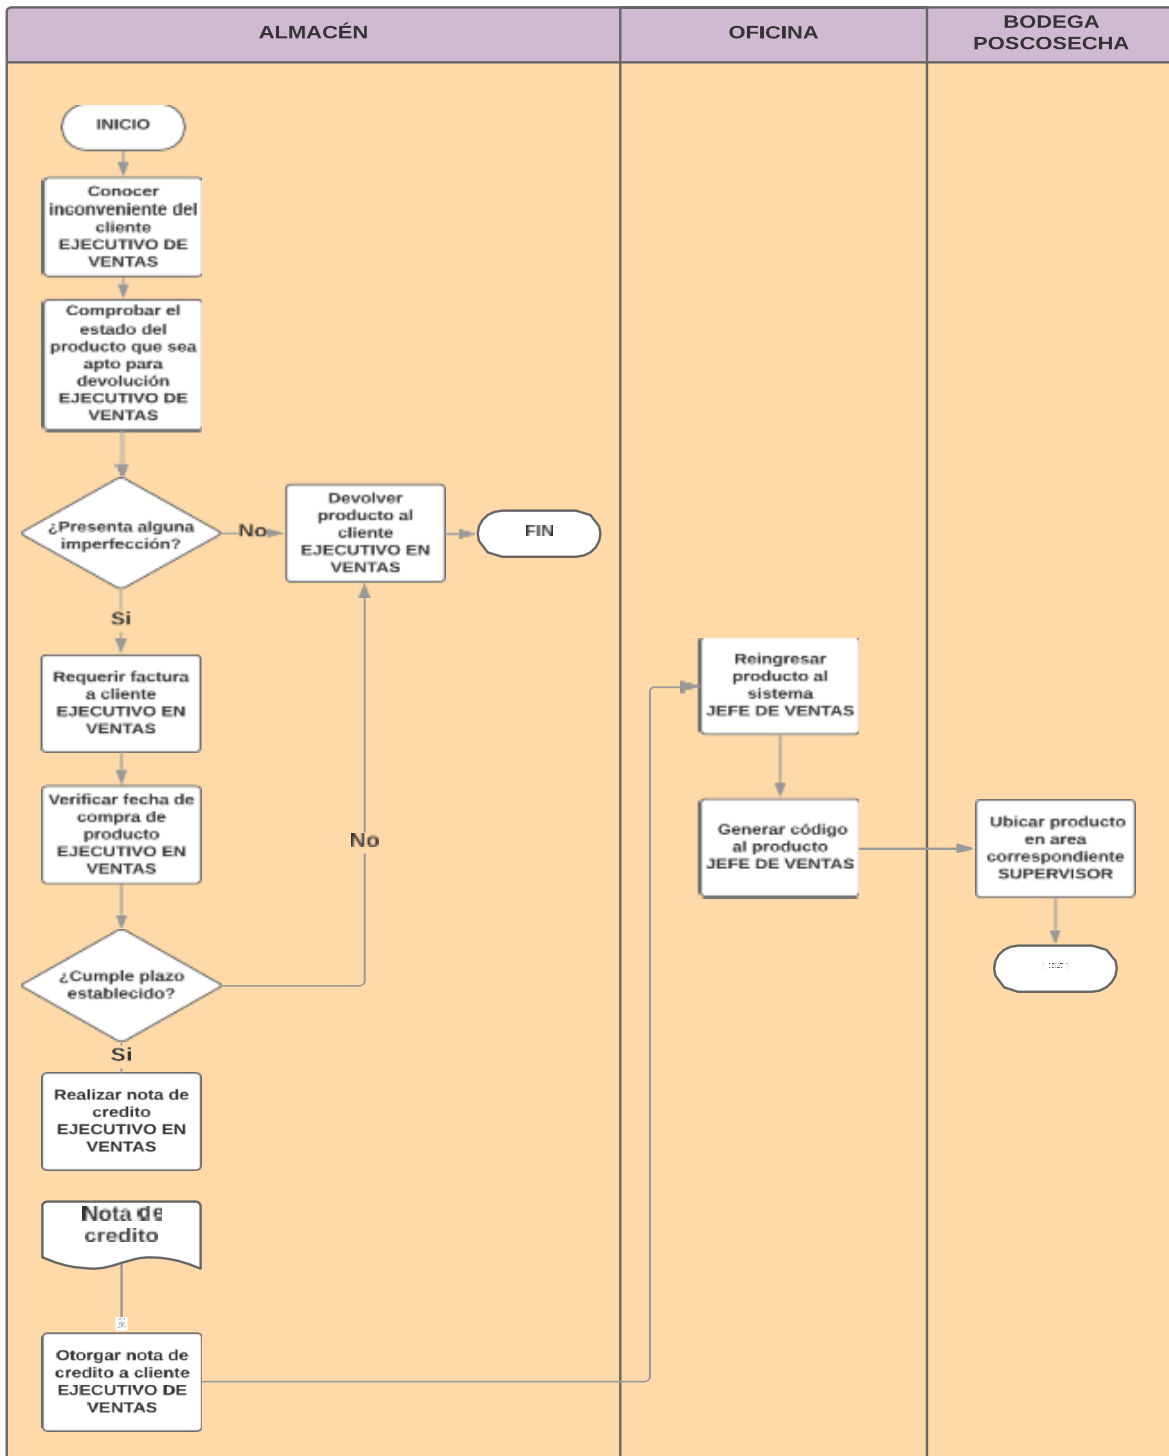 ALMACÉN
OFICINA
BODEGA
POSCOSECHA
INICIO
Conocer
inconveniente del
cliente
EJECUTIVO DE
VENTAS
Comprobar el
estado del
producto que sea
apto para
devolución
EJECUTIVO DE
VENTAS
¿Presenta alguna
imperfección?
No
Devolver
producto al
cliente
EJECUTIVO EN
VENTAS
FIN
Si
Requerir factura
a cliente
EJECUTIVO EN
VENTAS
Verificar fecha de
compra de
producto
EJECUTIVO EN
VENTAS
No
¿Cumple plazo
establecido?
Si
Realizar nota de
credito
EJECUTIVO EN
VENTAS
Nota de
credito
Otorgar nota de
credito a cliente
EJECUTIVO DE
VENTAS
Reingresar
producto al
sistema
JEFE DE VENTAS
Generar código
al producto
JEFE DE VENTAS
Ubicar producto
en area
correspondiente
SUPERVISOR